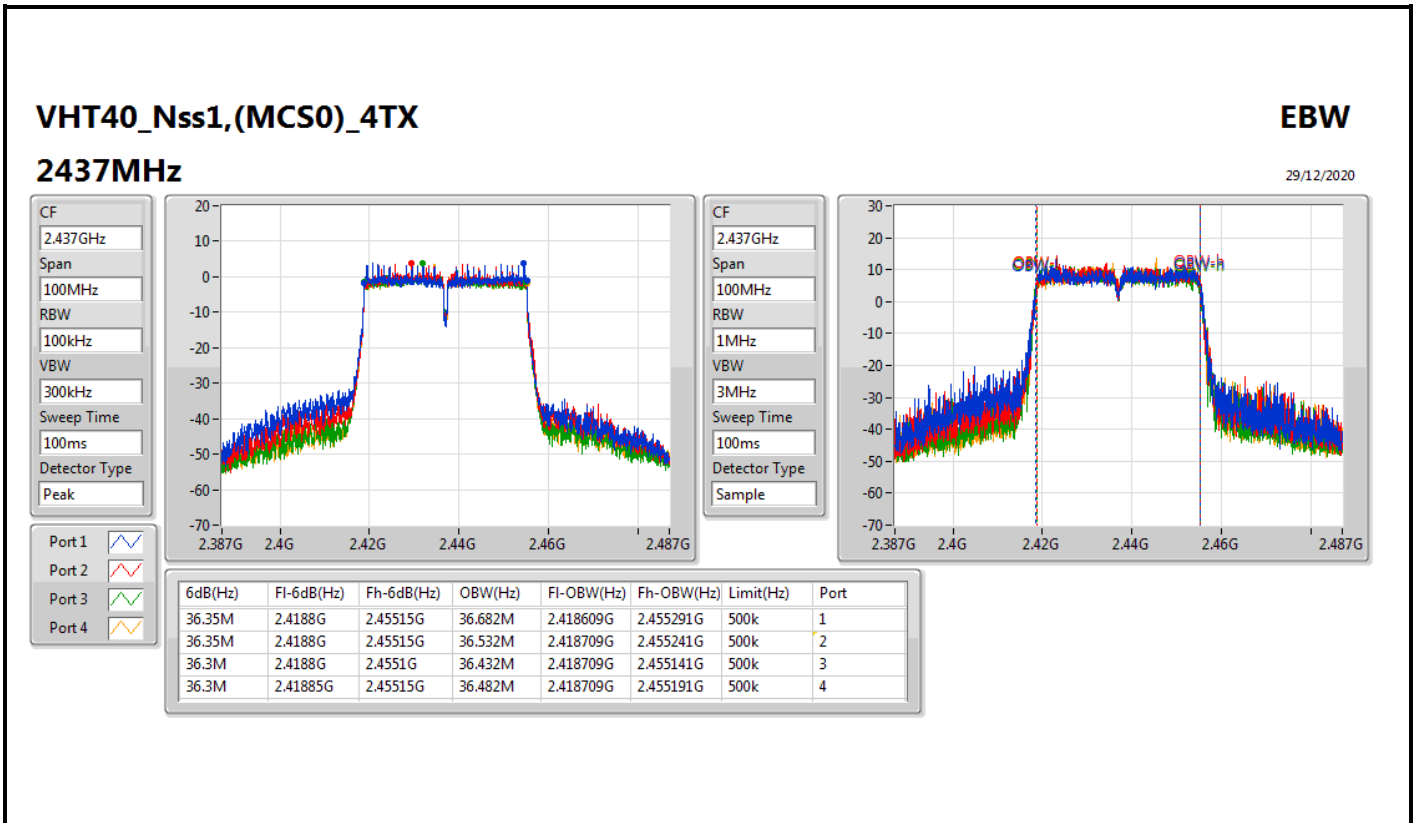 VHT40_Nss1,(MCS0)_4TX EBW
2437MHz 29/12/2020
CF
2.437GHz
Span
100MHz
RBW
100kHz
VBW
300kHz
Sweep Time
100ms
Detector Type
Peak
20
10
0
-10
-20
-30
-40
-50
-60
-70
2.387G 2.4G 2.42G 2.44G 2.46G 2.487G
CF
2.437GHz
Span
100MHz
RBW
1MHz
VBW
3MHz
Sweep Time
100ms
Detector Type
Sample
30
20
10
0
-10
-20
-30
-40
-50
-60
-70
OBW-l OBW-h
2.387G 2.4G 2.42G 2.44G 2.46G 2.487G
Port 1
Port 2
Port 3
Port 4
6dB(Hz) Fl-6dB(Hz) Fh-6dB(Hz) OBW(Hz) Fl-OBW(Hz) Fh-OBW(Hz) Limit(Hz) Port
36.35M 2.4188G 2.45515G 36.682M 2.418609G 2.455291G 500k 1
36.35M 2.4188G 2.45515G 36.532M 2.418709G 2.455241G 500k 2
36.3M 2.4188G 2.4551G 36.432M 2.418709G 2.455141G 500k 3
36.3M 2.41885G 2.45515G 36.482M 2.418709G 2.455191G 500k 4